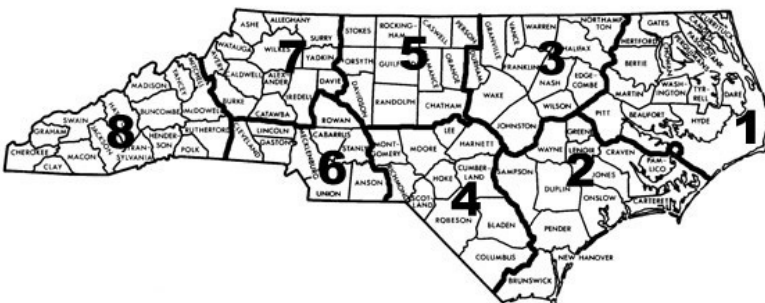 ASHE
ALLEGHANY
SURRY
STOKES
ROCKING-
HAM
CASWELL
PERSON
GRANVILLE
VANCE
WARREN
NORTHAMP
TON
GATES
HERTFORD
HALIFAX
BERTIE
WATAUGA
WILKES
YADKIN
FORSYTH
GUILFORD
ORANGE
DURHAM
FRANKLIN
NASH
EDGE-
COMBE
MARTIN
WASH-
INGTON
TYR-
RELL
DARE
AVERY
MITCHELL
YANCEY
MADISON
CALDWELL
ALEX-
ANDER
IREDELL
DAVIE
DAVIDSON
RANDOLPH
CHATHAM
WAKE
WILSON
PITT
BEAUFORT
HYDE
BURKE
CATAWBA
ROWAN
JOHNSTON
BUNCOMBE
McDOWELL
SWAIN
GRAHAM
JACKSON
HENDER-
SON
RUTHERFORD
CLEVELAND
LINCOLN
GASTON
CABARRUS
STANLY
MONT-
GOMERY
MOORE
LEE
HARNETT
WAYNE
GREEN
LENOIR
CRAVEN
PAM-
LICO
CHEROKEE
MACON
TRAN-
SYLVANIA
POLK
CLAY
MECKLENBURG
UNION
ANSON
RICHMOND
HOKE
CUMBER-
LAND
SAMPSON
DUPLIN
JONES
ONSLOW
CARTERET
SCOT-
LAND
ROBESON
BLADEN
PENDER
COLUMBUS
NEW HANOVER
BRUNSWICK
1
2
3
4
5
6
7
8